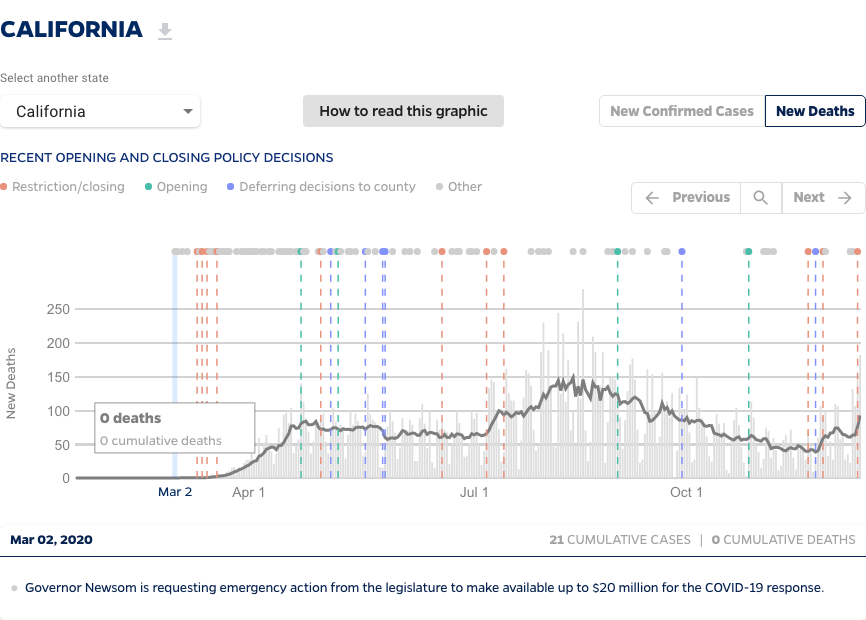 CALIFORNIA
Select another state
California
How to read this graphic
New Confirmed Cases
New Deaths
RECENT OPENING AND CLOSING POLICY DECISIONS
Restriction/closing
Opening
Deferring decisions to county
Other
Previous
Next
New Deaths
250
200
150
100
50
0
0 deaths
0 cumulative deaths
Mar 2
Apr 1
Jul 1
Oct 1
Mar 02, 2020
21 CUMULATIVE CASES | 0 CUMULATIVE DEATHS
Governor Newsom is requesting emergency action from the legislature to make available up to $20 million for the COVID-19 response.